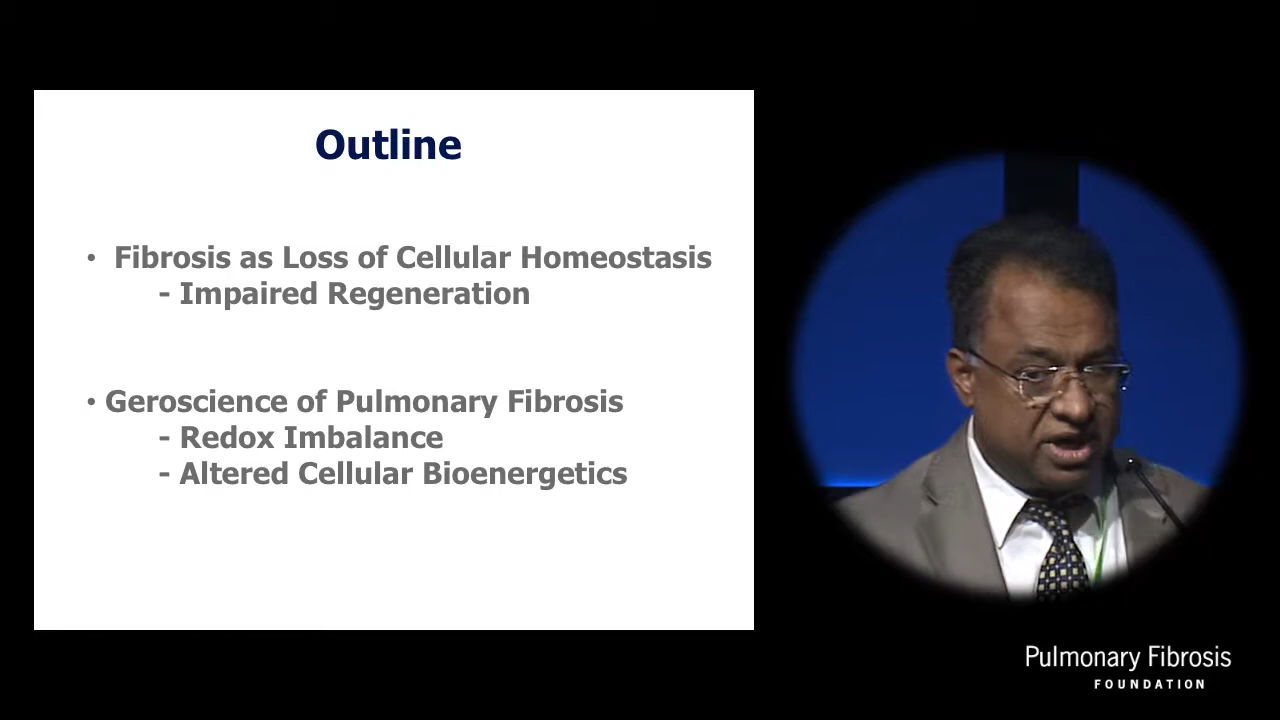 Outline
• Fibrosis as Loss of Cellular Homeostasis
- Impaired Regeneration
• Geroscience of Pulmonary Fibrosis
- Redox Imbalance
- Altered Cellular Bioenergetics
Pulmonary Fibrosis
FOUNDATION